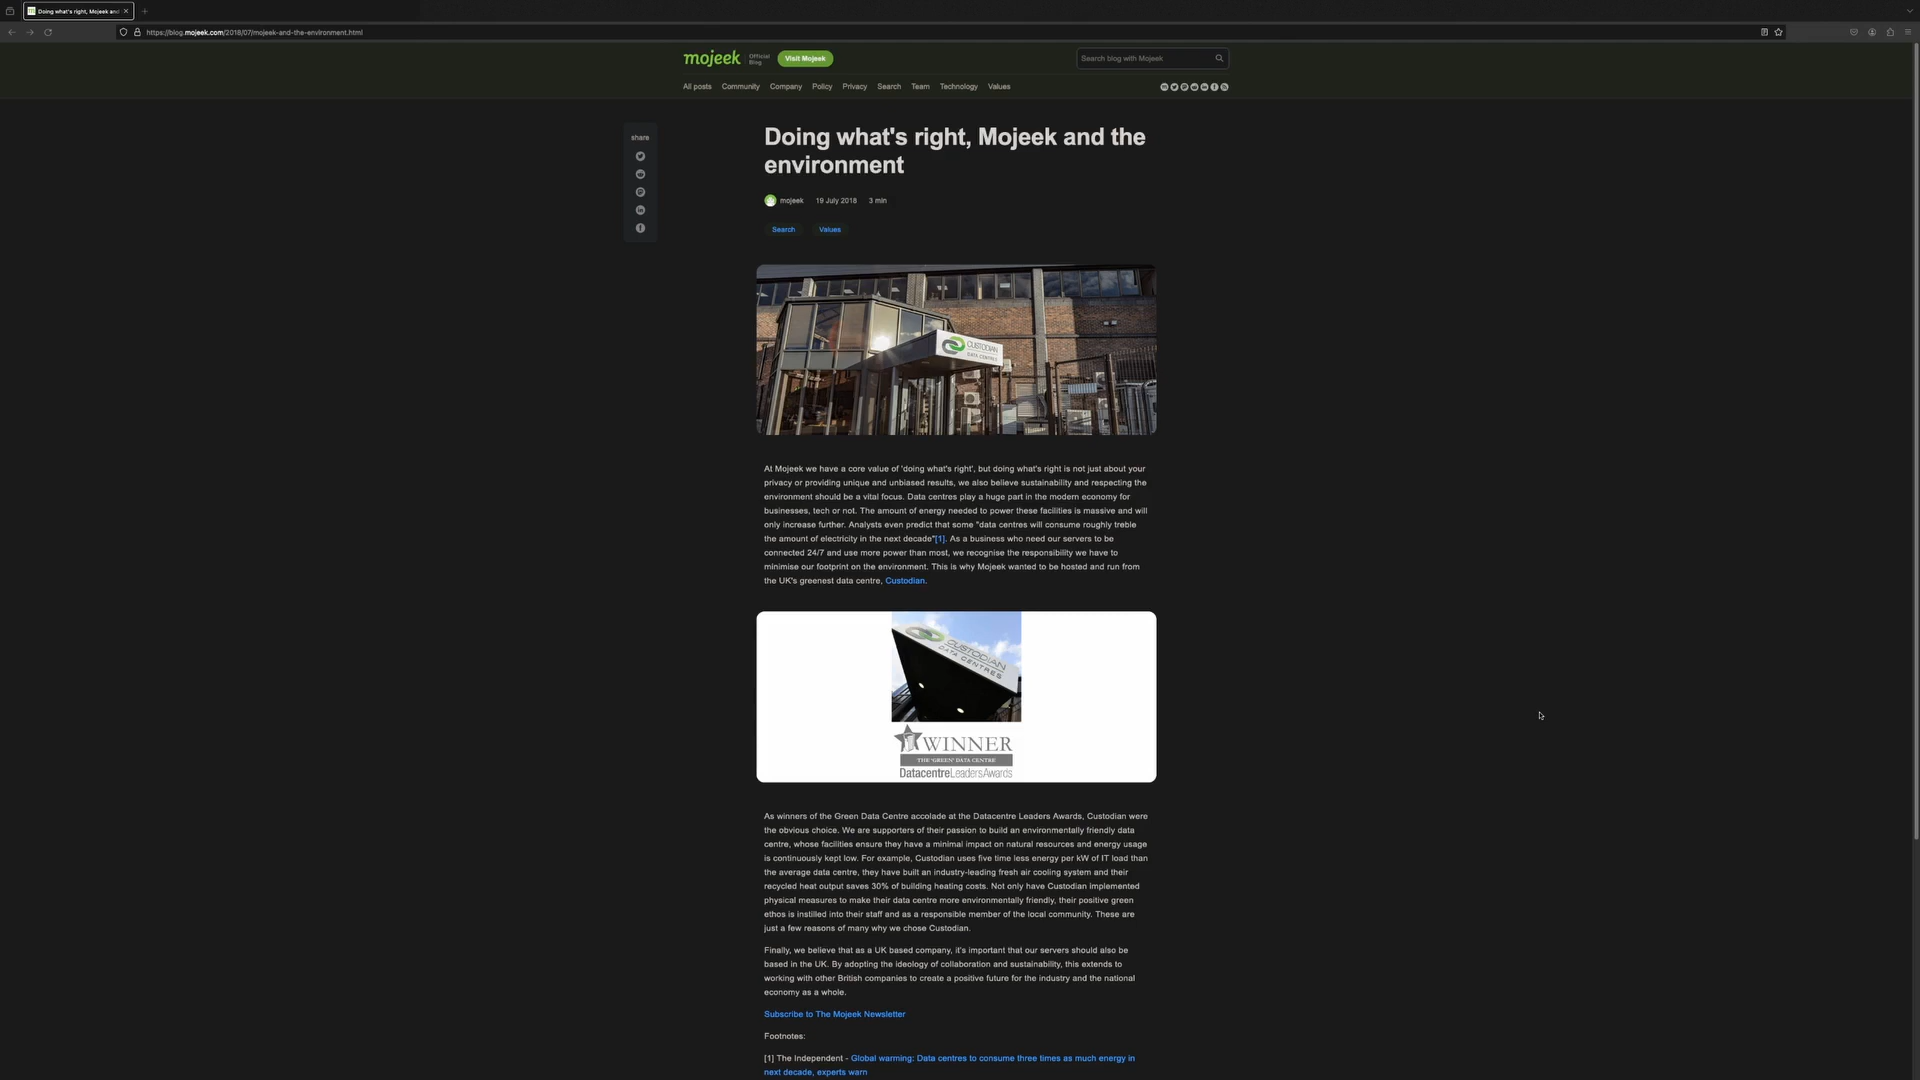 Doing what's right, Mojeek and
https://blog.mojeek.com/2018/07/mojeek-and-the-environment.html
mojeek
Official
Blog
Visit Mojeek
Search blog with Mojeek
All posts Community Company Policy Privacy Search Team Technology Values
share
Doing what's right, Mojeek and the
environment
mojeek 19 July 2018 3 min
Search Values
CUSTODIAN
DATA CENTRES
At Mojeek we have a core value of 'doing what's right', but doing what's right is not just about your
privacy or providing unique and unbiased results, we also believe sustainability and respecting the
environment should be a vital focus. Data centres play a huge part in the modern economy for
businesses, tech or not. The amount of energy needed to power these facilities is massive and will
only increase further. Analysts even predict that some "data centres will consume roughly treble
the amount of electricity in the next decade"[1]. As a business who need our servers to be
connected 24/7 and use more power than most, we recognise the responsibility we have to
minimise our footprint on the environment. This is why Mojeek wanted to be hosted and run from
the UK's greenest data centre, Custodian.
CUSTODIAN
DATA CENTRES
WINNER
THE 'GREEN' DATA CENTRE
DatacentreLeadersAwards
As winners of the Green Data Centre accolade at the Datacentre Leaders Awards, Custodian were
the obvious choice. We are supporters of their passion to build an environmentally friendly data
centre, whose facilities ensure they have a minimal impact on natural resources and energy usage
is continuously kept low. For example, Custodian uses five time less energy per kW of IT load than
the average data centre, they have built an industry-leading fresh air cooling system and their
recycled heat output saves 30% of building heating costs. Not only have Custodian implemented
physical measures to make their data centre more environmentally friendly, their positive green
ethos is instilled into their staff and as a responsible member of the local community. These are
just a few reasons of many why we chose Custodian.
Finally, we believe that as a UK based company, it's important that our servers should also be
based in the UK. By adopting the ideology of collaboration and sustainability, this extends to
working with other British companies to create a positive future for the industry and the national
economy as a whole.
Subscribe to The Mojeek Newsletter
Footnotes:
[1] The Independent - Global warming: Data centres to consume three times as much energy in
next decade, experts warn